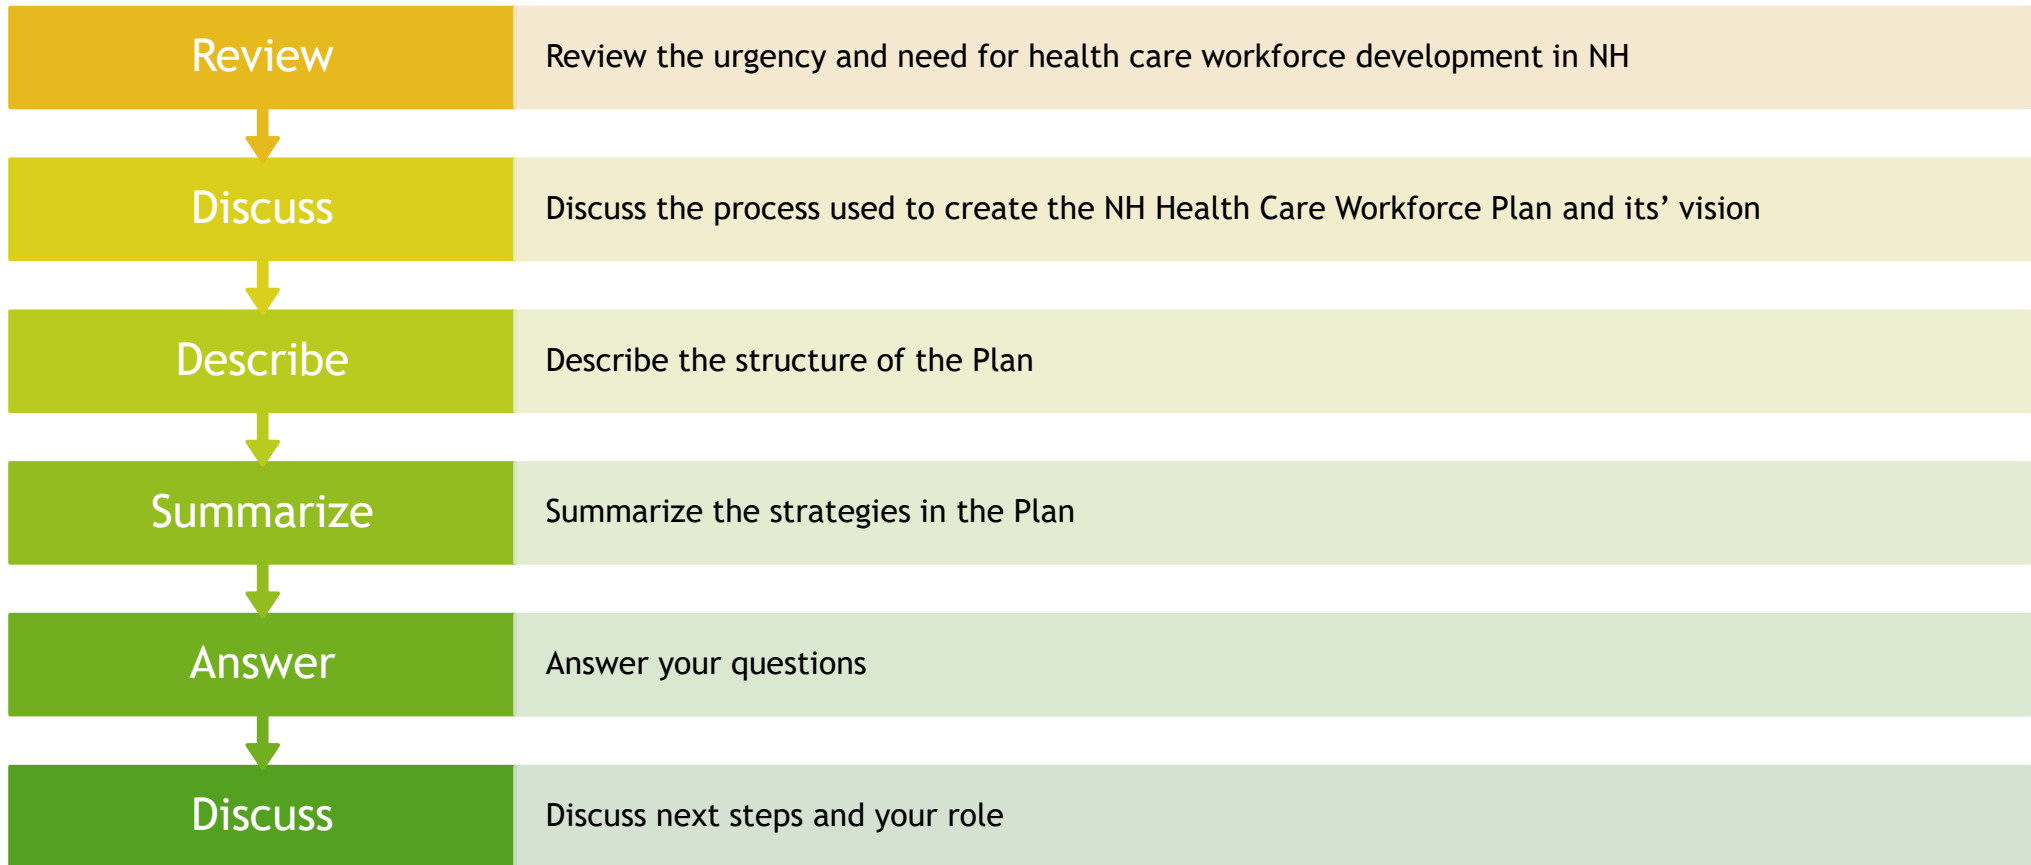 Review
Review the urgency and need for health care workforce development in NH
Discuss
Discuss the process used to create the NH Health Care Workforce Plan and its’ vision
Describe
Describe the structure of the Plan
Summarize
Summarize the strategies in the Plan
Answer
Answer your questions
Discuss
Discuss next steps and your role